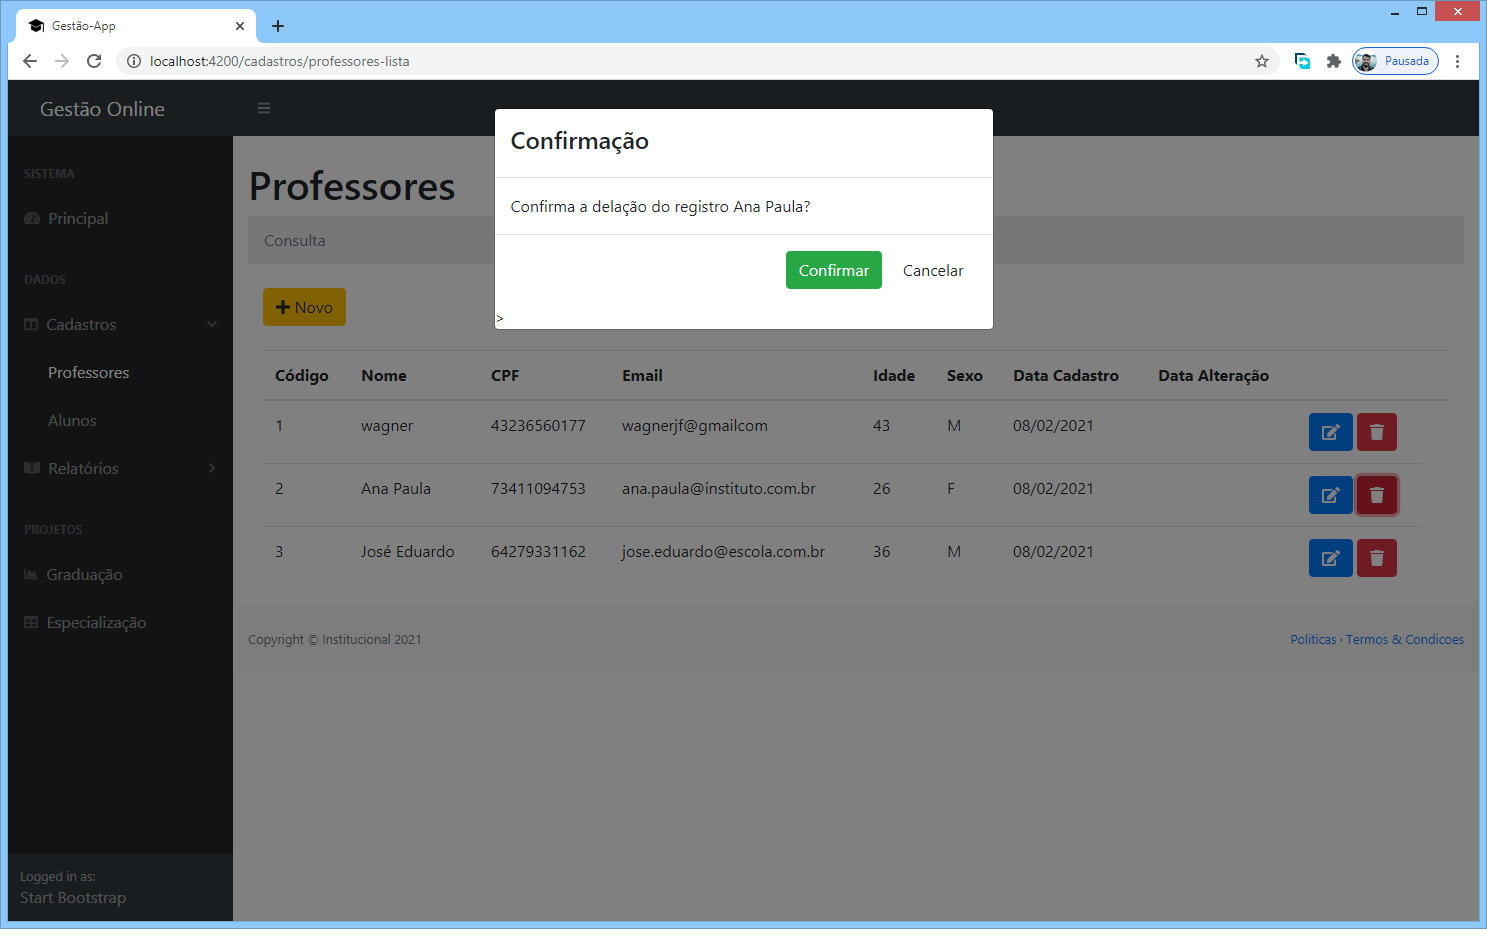 Gestão-App
localhost:4200/cadastros/professores-lista
Pausada
Gestão Online
SISTEMA
Principal
DADOS
Cadastros
Professores
Alunos
Relatórios
PROJETOS
Graduação
Especialização
Logged in as:
Start Bootstrap
Confirmação
Confirma a delação do registro Ana Paula?
Confirmar Cancelar
>
Professores
Consulta
Novo
Código Nome CPF Email Idade Sexo Data Cadastro Data Alteração
1 wagner 43236560177 wagnerjf@gmailcom 43 M 08/02/2021
2 Ana Paula 73411094753 ana.paula@instituto.com.br 26 F 08/02/2021
3 José Eduardo 64279331162 jose.eduardo@escola.com.br 36 M 08/02/2021
Copyright © Institucional 2021
Politicas · Termos & Condicoes